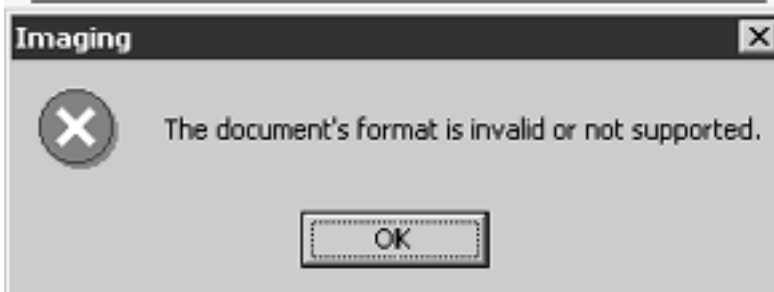 Imaging
The document's format is invalid or not supported.
OK